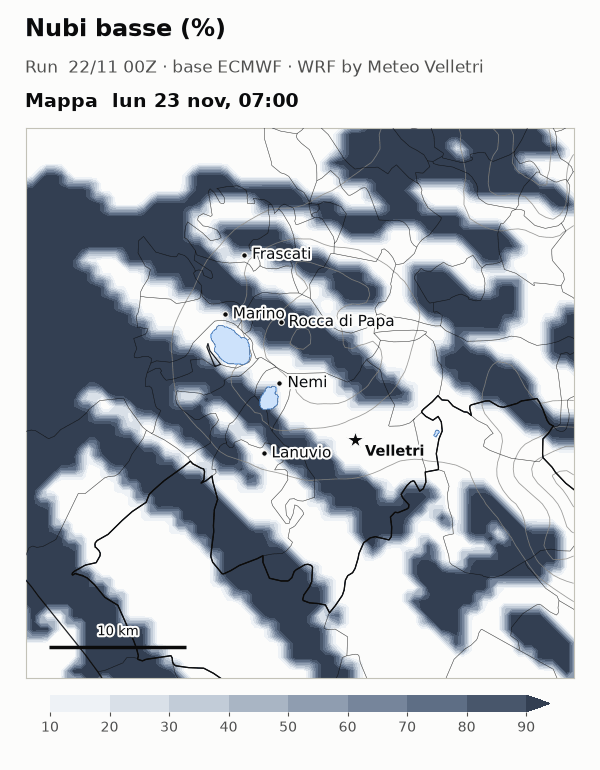 Nubi basse (%)
Run  22/11 00Z · base ECMWF · WRF by Meteo Velletri
Mappa  lun 23 nov, 07:00
Frascati
Marino
Rocca di Papa
Nemi
Velletri
Lanuvio
10 km
10 20 30 40 50 60 70 80 90